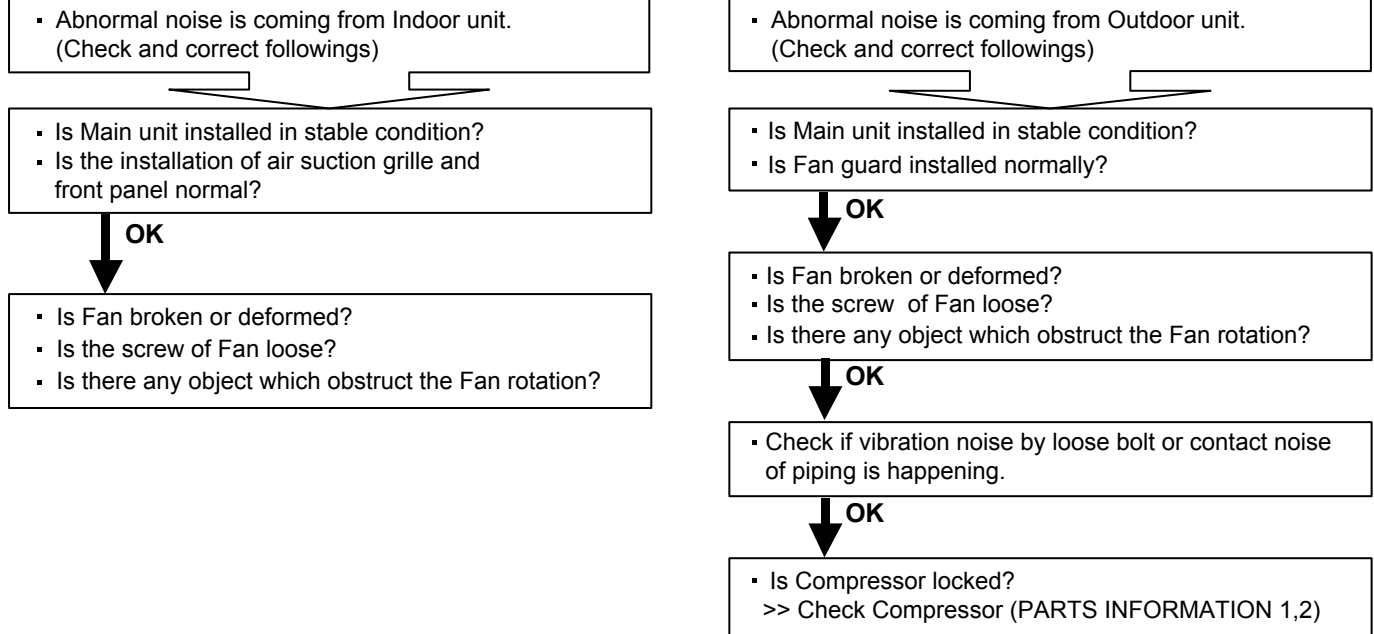 ▪ Abnormal noise is coming from Indoor unit.
(Check and correct followings)
▪ Is Main unit installed in stable condition?
▪ Is the installation of air suction grille and
front panel normal?
OK
▪ Is Fan broken or deformed?
▪ Is the screw of Fan loose?
▪ Is there any object which obstruct the Fan rotation?
▪ Abnormal noise is coming from Outdoor unit.
(Check and correct followings)
▪ Is Main unit installed in stable condition?
▪ Is Fan guard installed normally?
OK
▪ Is Fan broken or deformed?
▪ Is the screw of Fan loose?
▪ Is there any object which obstruct the Fan rotation?
OK
▪ Check if vibration noise by loose bolt or contact noise
of piping is happening.
OK
▪ Is Compressor locked?
>> Check Compressor (PARTS INFORMATION 1,2)